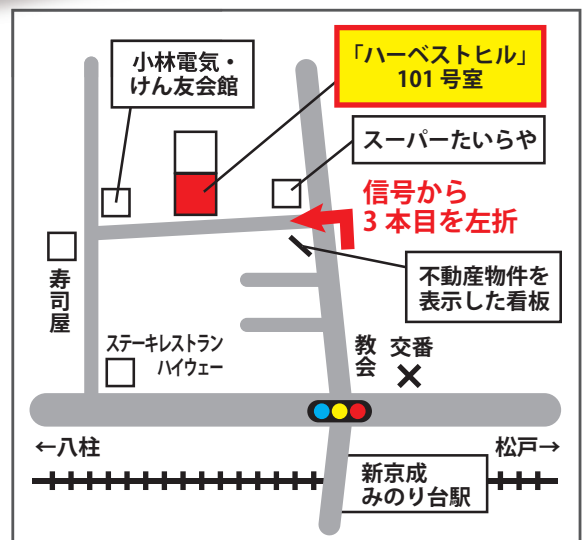 小林電気・
けん友会館
「ハーベストヒル」
101号室
スーパーたいらや
信号から
3本目を左折
不動産物件を
表示した看板
寿司屋
ステーキレストラン
ハイウェー
教会
交番
←八柱
松戸→
新京成
みのり台駅